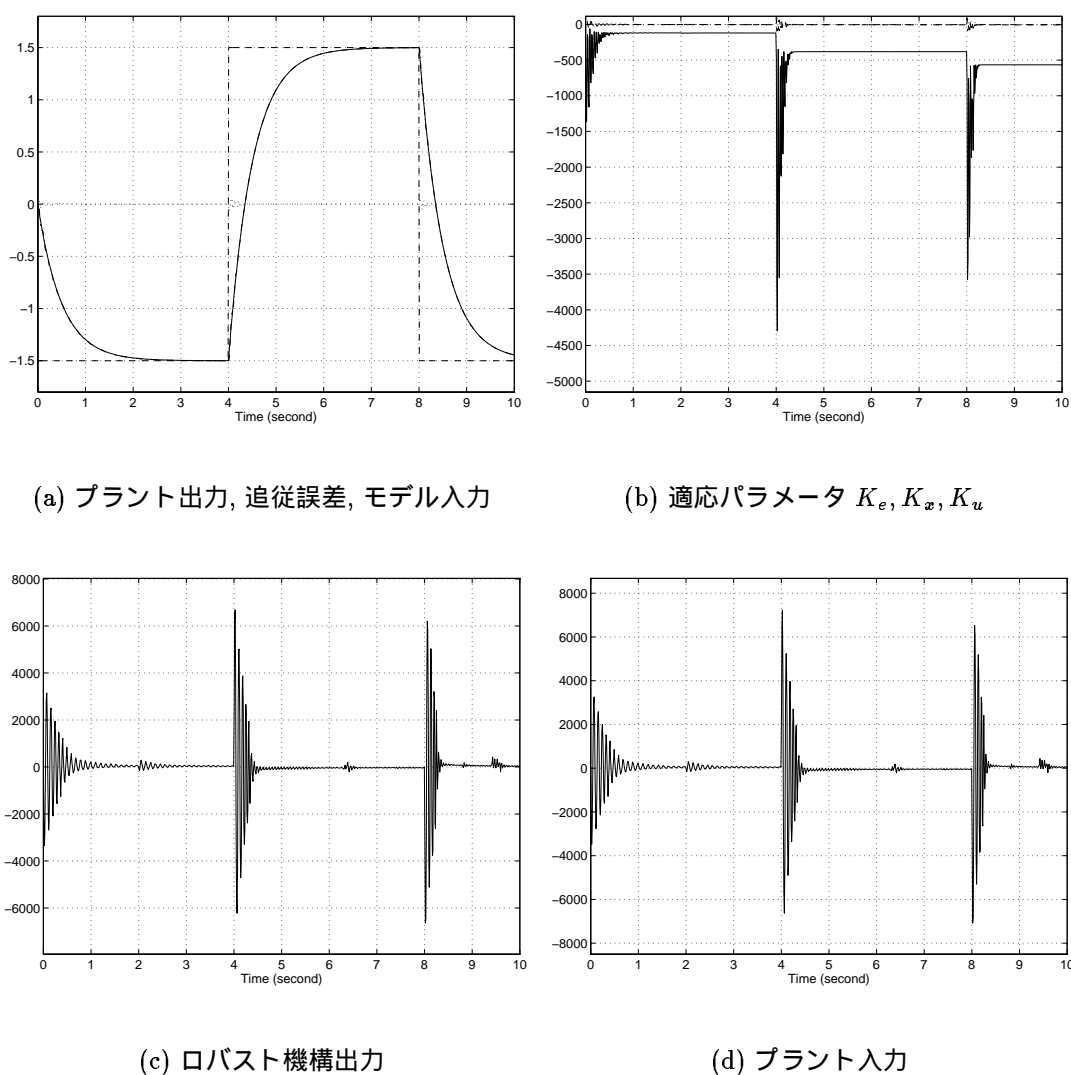 1.5
1
0.5
0
−0.5
−1
−1.5
0 1 2 3 4 5 6 7 8 9 10
Time (second)
(a) プラント出力, 追従誤差, モデル入力
0
−500
−1000
−1500
−2000
−2500
−3000
−3500
−4000
−4500
−5000
0 1 2 3 4 5 6 7 8 9 10
Time (second)
(b) 適応パラメータ Ke, Kx, Ku
8000
6000
4000
2000
0
−2000
−4000
−6000
0 1 2 3 4 5 6 7 8 9 10
Time (second)
(c) ロバスト機構出力
8000
6000
4000
2000
0
−2000
−4000
−6000
−8000
0 1 2 3 4 5 6 7 8 9 10
Time (second)
(d) プラント入力